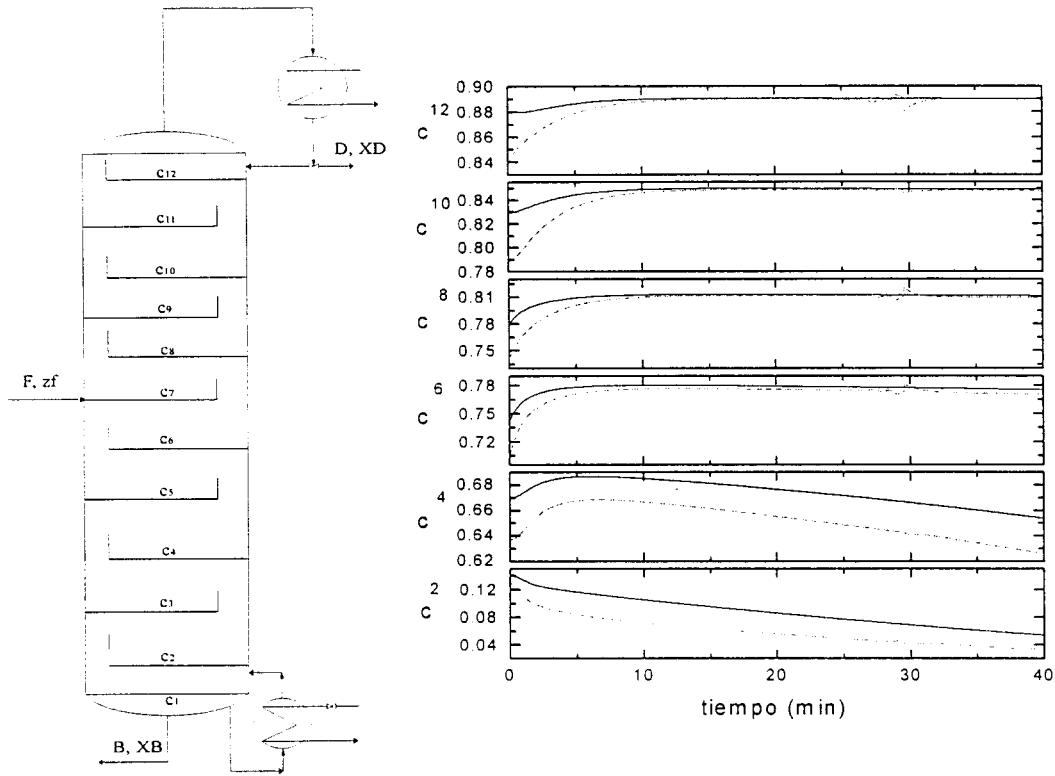 D, XD
C12
C11
C10
C9
C8
F, zf
C7
C6
C5
C4
C3
C2
C1
B, XB
12
C
0.90
0.88
0.86
0.84
10
C
0.84
0.82
0.80
0.78
8
C
0.81
0.78
0.75
6
C
0.78
0.75
0.72
4
C
0.68
0.66
0.64
0.62
2
C
0.12
0.08
0.04
0 10 20 30 40
tiempo (min)